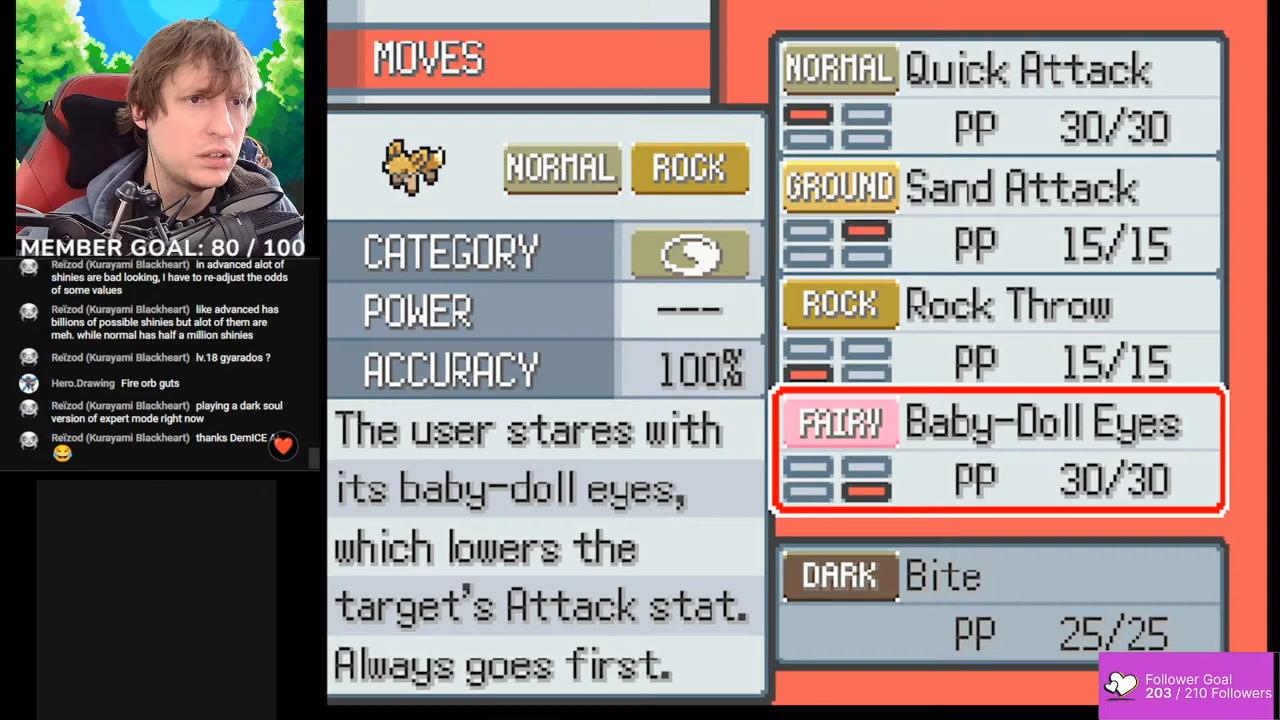 MEMBER GOAL: 80 / 100
Reïzod (Kurayami Blackheart) in advanced alot of
shinies are bad looking, I have to re-adjust the odds
of some values
Reïzod (Kurayami Blackheart) like advanced has
billions of possible shinies but alot of them are
meh. while normal has half a million shinies
Reïzod (Kurayami Blackheart) lv.18 gyarados ?
Hero.Drawing Fire orb guts
Reïzod (Kurayami Blackheart) playing a dark soul
version of expert mode right now
Reïzod (Kurayami Blackheart) thanks DemICE
MOVES
NORMAL ROCK
CATEGORY
POWER ---
ACCURACY 100%
The user stares with
its baby-doll eyes,
which lowers the
target's Attack stat.
Always goes first.
NORMAL Quick Attack
PP 30/30
GROUND Sand Attack
PP 15/15
ROCK Rock Throw
PP 15/15
FAIRY Baby-Doll Eyes
PP 30/30
DARK Bite
PP 25/25
Follower Goal
203 / 210 Followers